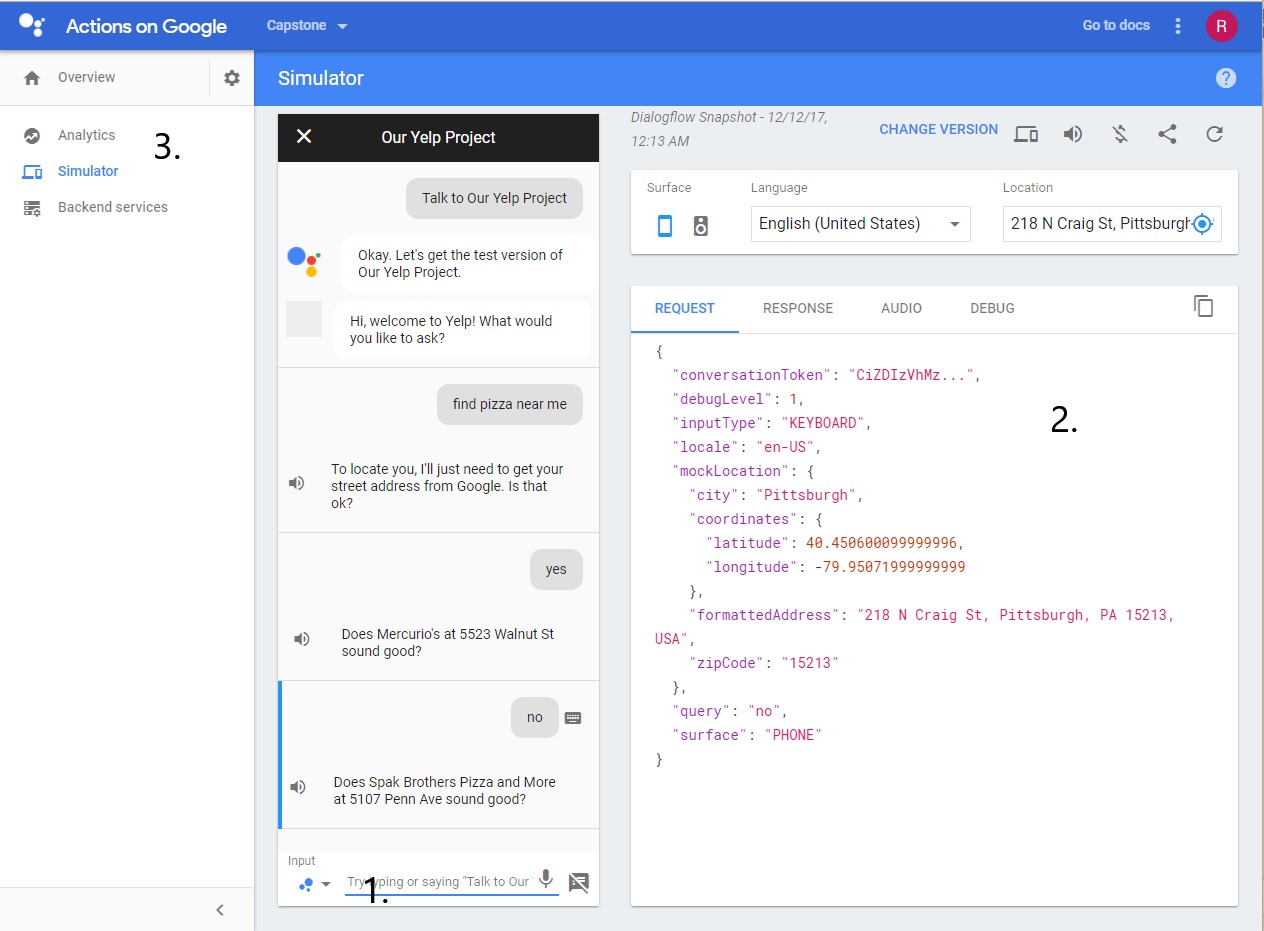 Actions on Google
Capstone
Go to docs
R
Overview
Simulator
?
Analytics
3.
Simulator
Backend services
Our Yelp Project
Talk to Our Yelp Project
Okay. Let's get the test version of
Our Yelp Project.
Hi, welcome to Yelp! What would
you like to ask?
find pizza near me
To locate you, I'll just need to get your
street address from Google. Is that
ok?
yes
Does Mercurio's at 5523 Walnut St
sound good?
no
Does Spak Brothers Pizza and More
at 5107 Penn Ave sound good?
Input
Try typing or saying "Talk to Our
1.
Dialogflow Snapshot - 12/12/17,
12:13 AM
CHANGE VERSION
Surface
Language
Location
English (United States)
218 N Craig St, Pittsburgh
REQUEST
RESPONSE
AUDIO
DEBUG
{
"conversationToken": "CiZDIzVhMz...",
"debugLevel": 1,
"inputType": "KEYBOARD",
"locale": "en-US",
"mockLocation": {
"city": "Pittsburgh",
"coordinates": {
"latitude": 40.450600099999996,
"longitude": -79.95071999999999
},
"formattedAddress": "218 N Craig St, Pittsburgh, PA 15213,
USA",
"zipCode": "15213"
},
"query": "no",
"surface": "PHONE"
}
2.